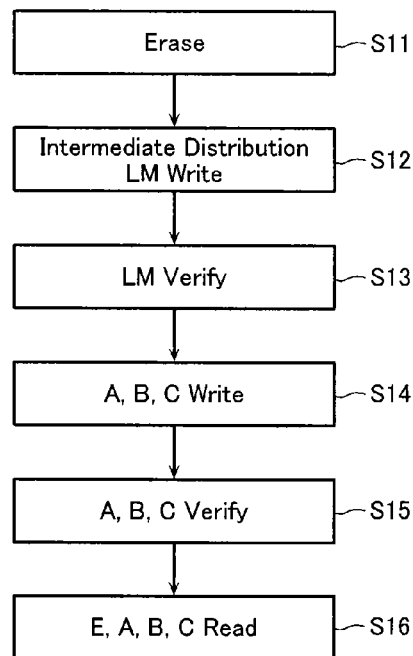 Erase
S11
Intermediate Distribution
LM Write
S12
LM Verify
S13
A, B, C Write
S14
A, B, C Verify
S15
E, A, B, C Read
S16